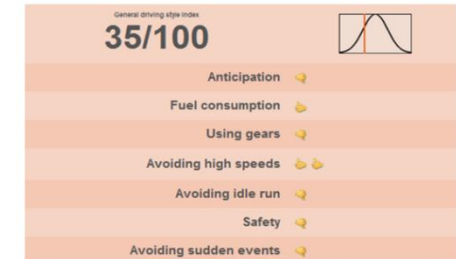 General driving style index
35/100
Anticipation
Fuel consumption
Using gears
Avoiding high speeds
Avoiding idle run
Safety
Avoiding sudden events